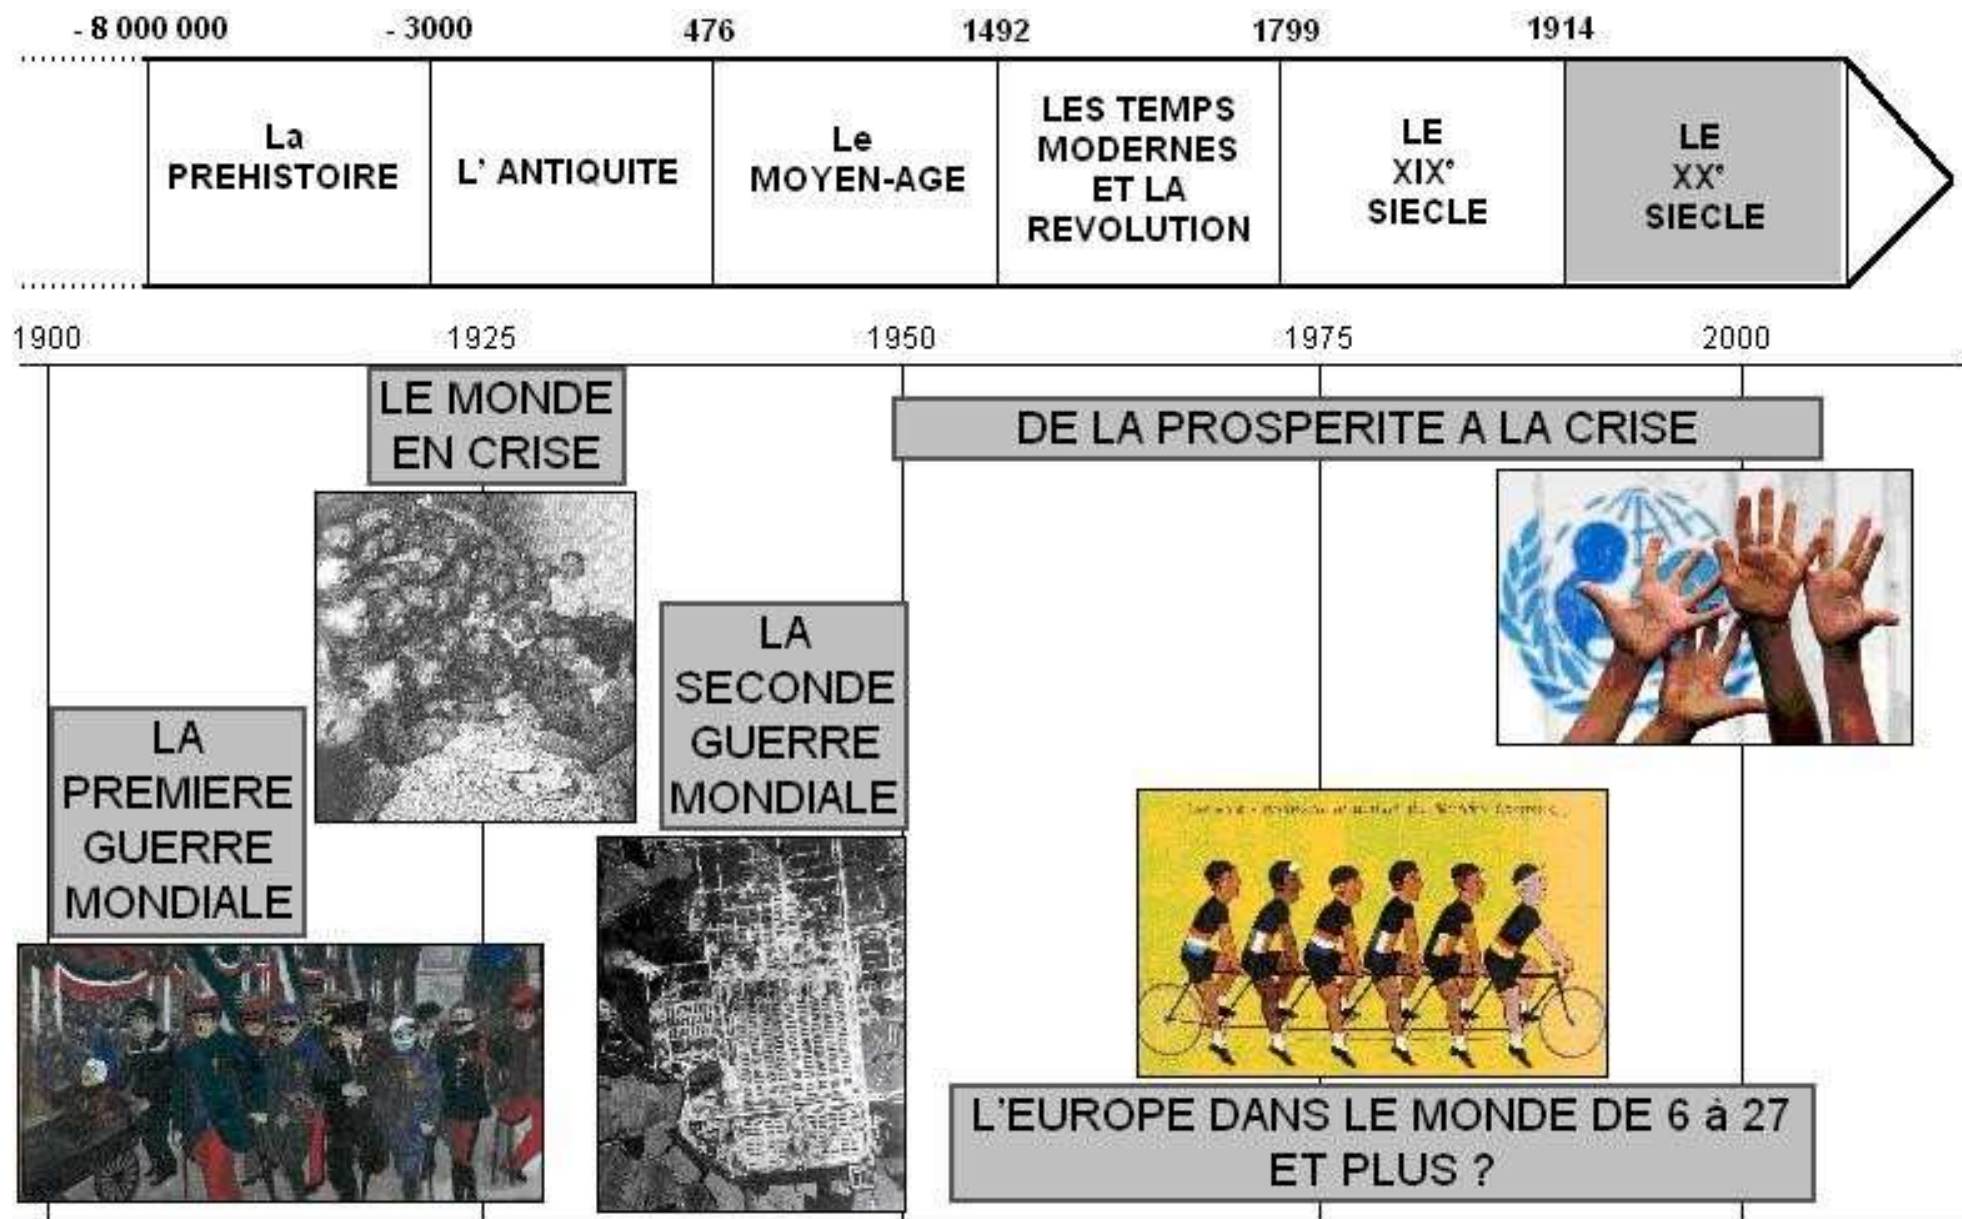 - 8 000 000 - 3000 476 1492 1799 1914
La
PREHISTOIRE
L' ANTIQUITE
Le
MOYEN-AGE
LES TEMPS
MODERNES
ET LA
REVOLUTION
LE
XIXe
SIECLE
LE
XXe
SIECLE
1900 1925 1950 1975 2000
LE MONDE
EN CRISE
DE LA PROSPERITE A LA CRISE
LA
SECONDE
GUERRE
MONDIALE
LA
PREMIERE
GUERRE
MONDIALE
L'EUROPE DANS LE MONDE DE 6 à 27
ET PLUS ?